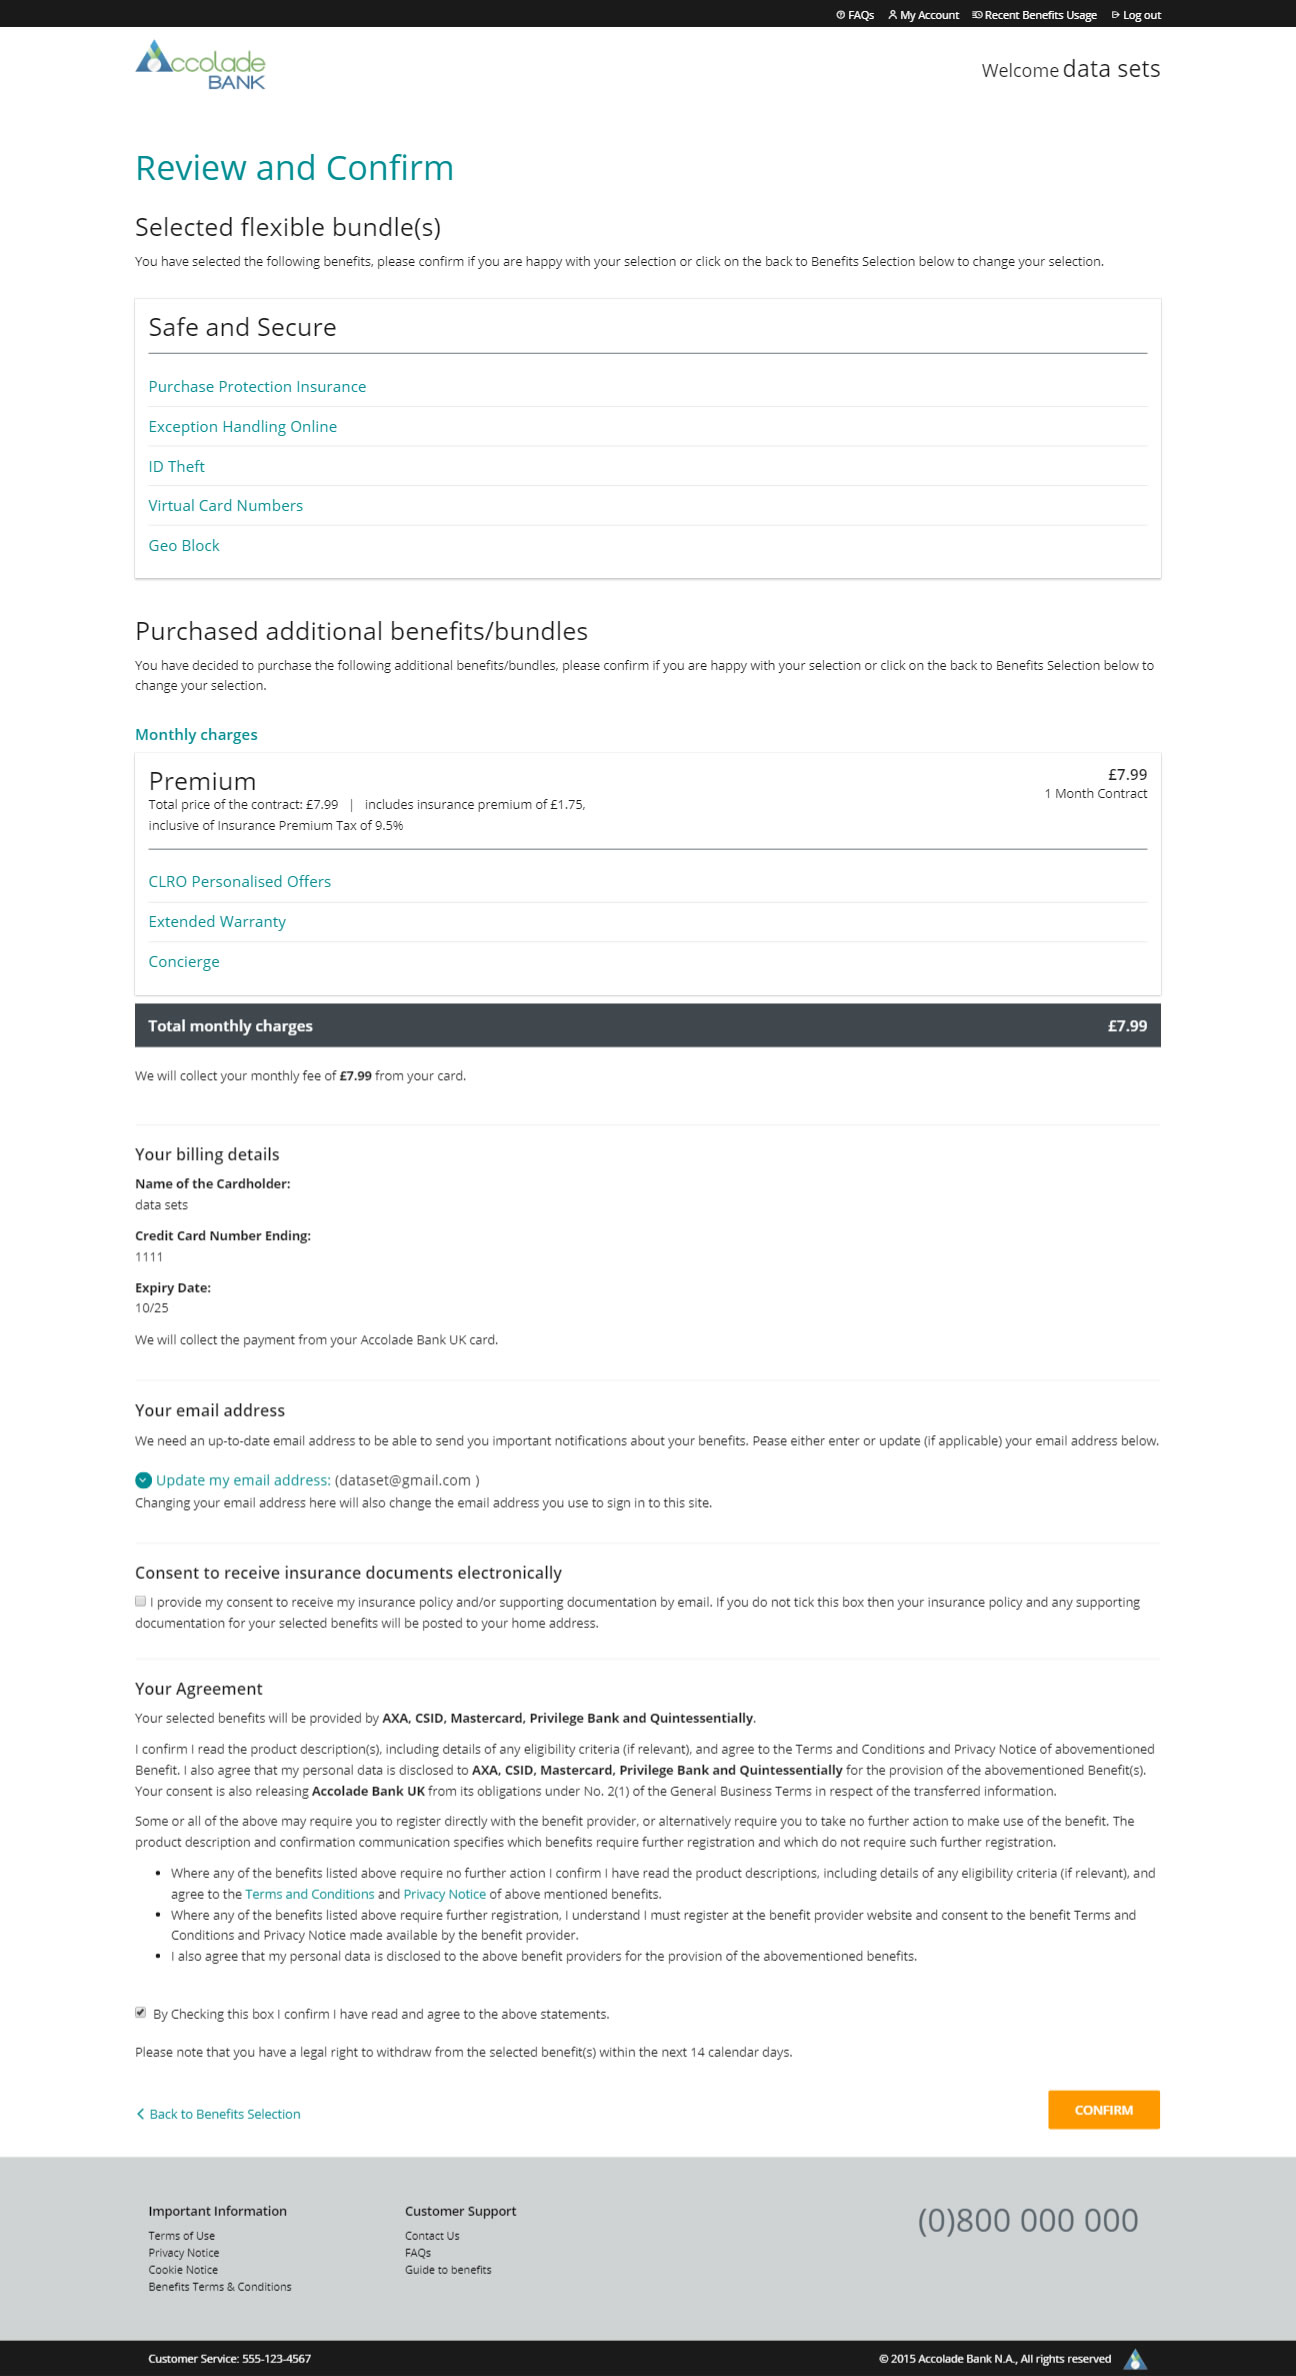 FAQs My Account Recent Benefits Usage Log out
Accolade
BANK
Welcome data sets
Review and Confirm
Selected flexible bundle(s)
You have selected the following benefits, please confirm if you are happy with your selection or click on the back to Benefits Selection below to change your selection.
Safe and Secure
Purchase Protection Insurance
Exception Handling Online
ID Theft
Virtual Card Numbers
Geo Block
Purchased additional benefits/bundles
You have decided to purchase the following additional benefits/bundles, please confirm if you are happy with your selection or click on the back to Benefits Selection below to
change your selection.
Monthly charges
Premium £7.99
Total price of the contract: £7.99 | includes insurance premium of £1.75, 1 Month Contract
inclusive of Insurance Premium Tax of 9.5%
CLRO Personalised Offers
Extended Warranty
Concierge
Total monthly charges £7.99
We will collect your monthly fee of £7.99 from your card.
Your billing details
Name of the Cardholder:
data sets
Credit Card Number Ending:
1111
Expiry Date:
10/25
We will collect the payment from your Accolade Bank UK card.
Your email address
We need an up-to-date email address to be able to send you important notifications about your benefits. Pease either enter or update (if applicable) your email address below.
Update my email address: (dataset@gmail.com )
Changing your email address here will also change the email address you use to sign in to this site.
Consent to receive insurance documents electronically
I provide my consent to receive my insurance policy and/or supporting documentation by email. If you do not tick this box then your insurance policy and any supporting
documentation for your selected benefits will be posted to your home address.
Your Agreement
Your selected benefits will be provided by AXA, CSID, Mastercard, Privilege Bank and Quintessentially.
I confirm I read the product description(s), including details of any eligibility criteria (if relevant), and agree to the Terms and Conditions and Privacy Notice of abovementioned
Benefit. I also agree that my personal data is disclosed to AXA, CSID, Mastercard, Privilege Bank and Quintessentially for the provision of the abovementioned Benefit(s).
Your consent is also releasing Accolade Bank UK from its obligations under No. 2(1) of the General Business Terms in respect of the transferred information.
Some or all of the above may require you to register directly with the benefit provider, or alternatively require you to take no further action to make use of the benefit. The
product description and confirmation communication specifies which benefits require further registration and which do not require such further registration.
• Where any of the benefits listed above require no further action I confirm I have read the product descriptions, including details of any eligibility criteria (if relevant), and
agree to the Terms and Conditions and Privacy Notice of above mentioned benefits.
• Where any of the benefits listed above require further registration, I understand I must register at the benefit provider website and consent to the benefit Terms and
Conditions and Privacy Notice made available by the benefit provider.
• I also agree that my personal data is disclosed to the above benefit providers for the provision of the abovementioned benefits.
By Checking this box I confirm I have read and agree to the above statements.
Please note that you have a legal right to withdraw from the selected benefit(s) within the next 14 calendar days.
Back to Benefits Selection CONFIRM
Important Information Customer Support (0)800 000 000
Terms of Use Contact Us
Privacy Notice FAQs
Cookie Notice Guide to benefits
Benefits Terms & Conditions
Customer Service: 555-123-4567 © 2015 Accolade Bank N.A., All rights reserved